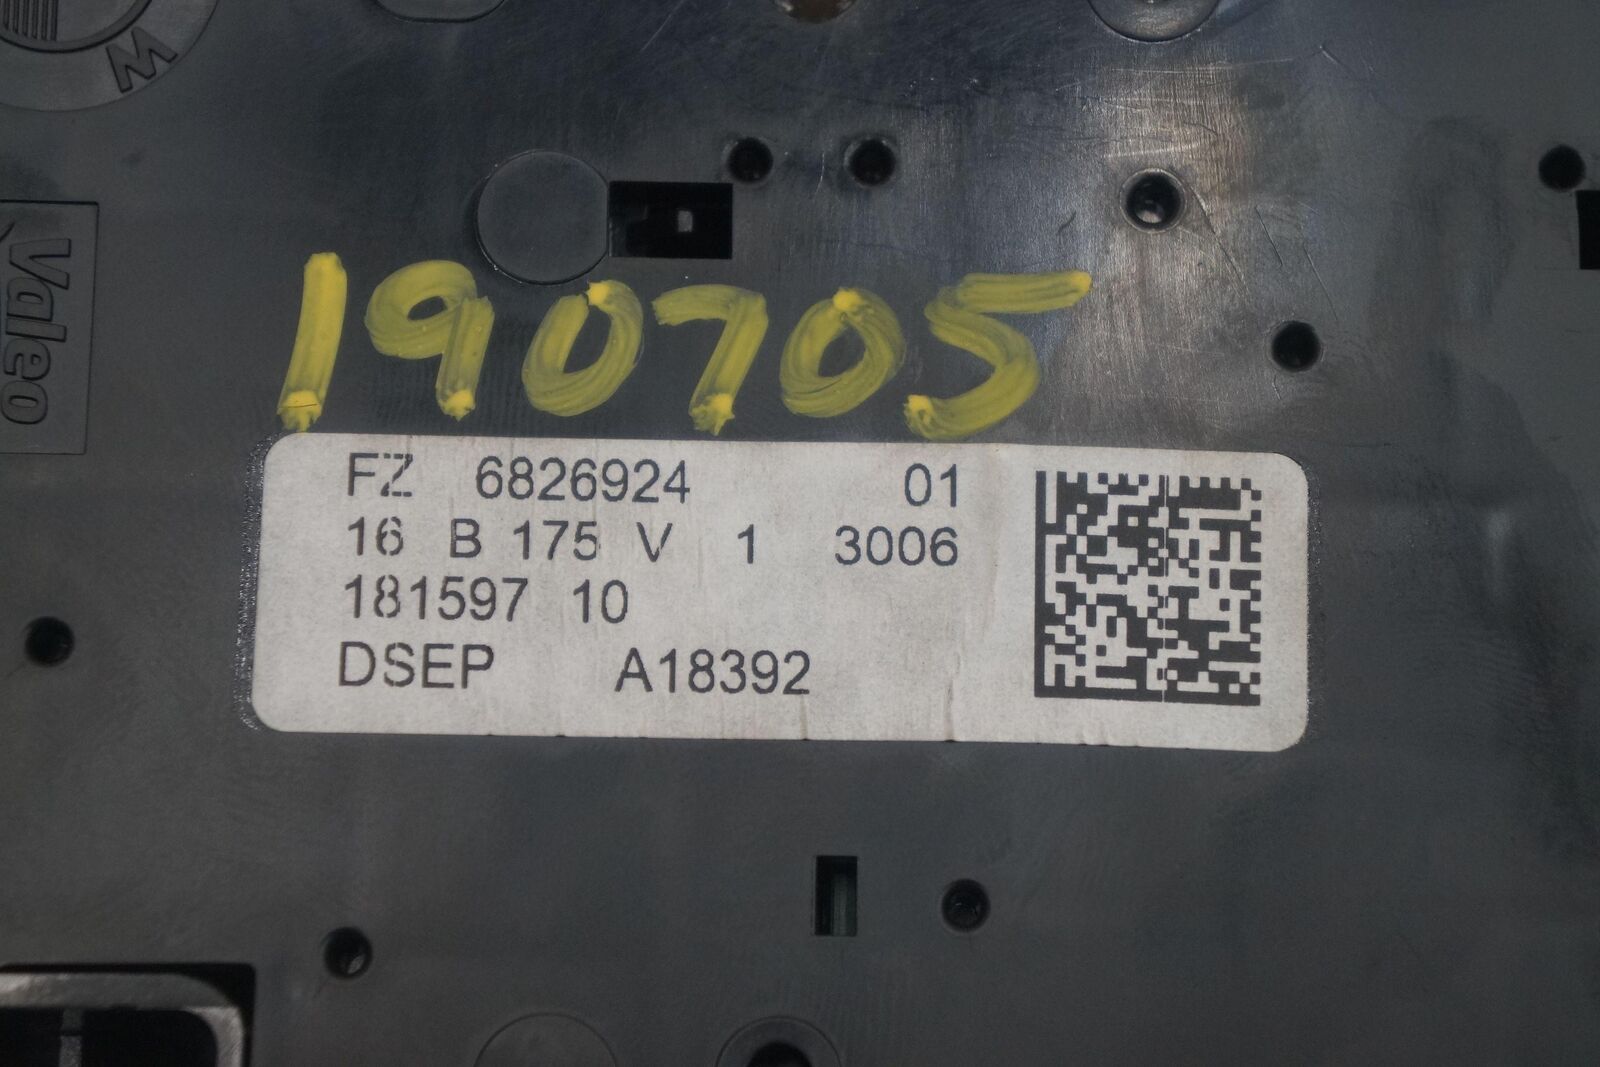 W
Valeo
190705
FZ 6826924 01
16 B 175 V 1 3006
181597 10
DSEP A18392